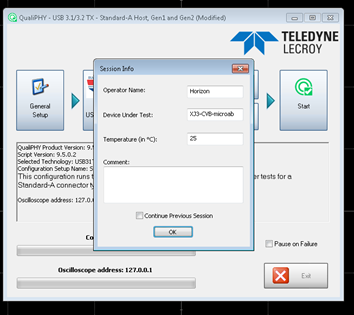 QualiPHY - USB 3.1/3.2 TX - Standard-A Host, Gen1 and Gen2 (Modified)
TELEDYNE
LECROY
Session Info
Operator Name:
Horizon
Device Under Test:
X33-CVB-microab
Temperature (in °C):
25
Comment:
Continue Previous Session
OK
General
Setup
Start
QualiPHY Product Version: 9.5
Script Version: 9.5.0.2
Selected Technology: USB31
Configuration Setup Name: S
This configuration runs
er tests for a
Standard-A connector ty
Oscilloscope address: 127.0
Pause on Failure
Oscilloscope address: 127.0.0.1
Exit